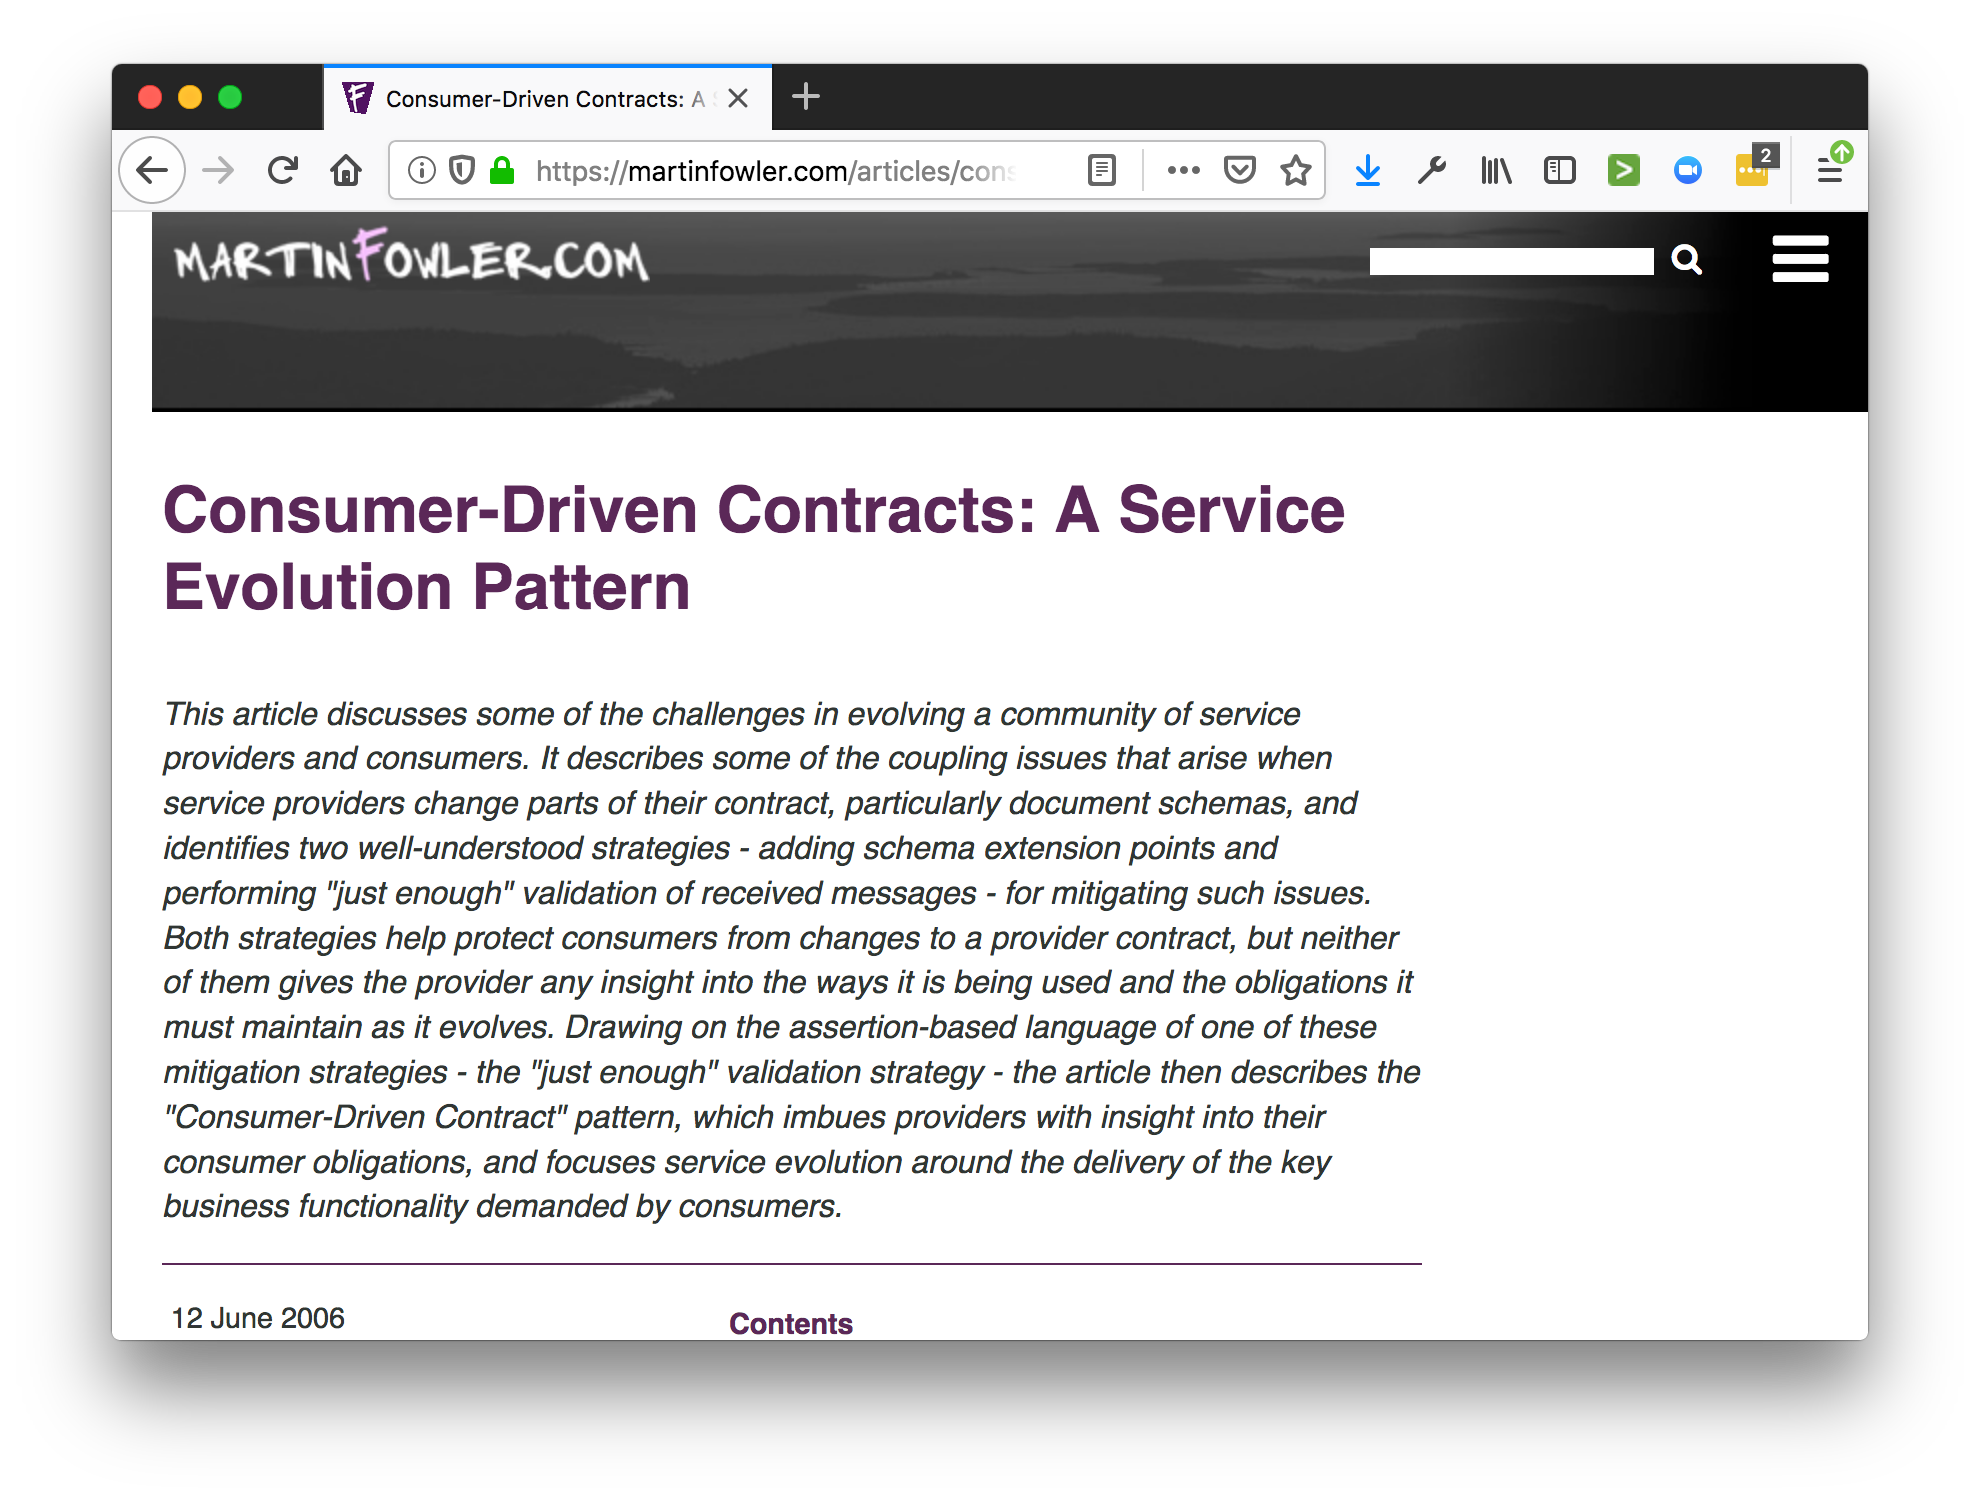 Consumer-Driven Contracts: A
https://martinfowler.com/articles/cons
2
MARTINFOWLER.COM
Consumer-Driven Contracts: A Service
Evolution Pattern
This article discusses some of the challenges in evolving a community of service
providers and consumers. It describes some of the coupling issues that arise when
service providers change parts of their contract, particularly document schemas, and
identifies two well-understood strategies - adding schema extension points and
performing "just enough" validation of received messages - for mitigating such issues.
Both strategies help protect consumers from changes to a provider contract, but neither
of them gives the provider any insight into the ways it is being used and the obligations it
must maintain as it evolves. Drawing on the assertion-based language of one of these
mitigation strategies - the "just enough" validation strategy - the article then describes the
"Consumer-Driven Contract" pattern, which imbues providers with insight into their
consumer obligations, and focuses service evolution around the delivery of the key
business functionality demanded by consumers.
12 June 2006
Contents